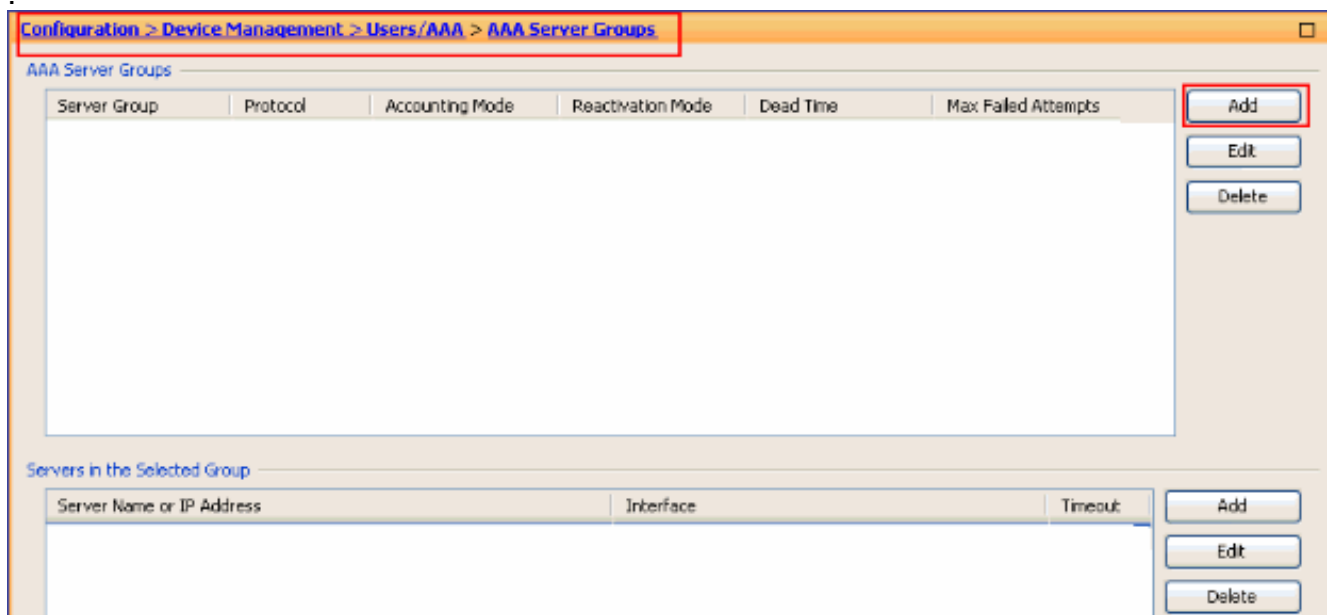 Configuration > Device Management > Users/AAA > AAA Server Groups
AAA Server Groups
Server Group Protocol Accounting Mode Reactivation Mode Dead Time Max Failed Attempts
Add
Edit
Delete
Servers in the Selected Group
Server Name or IP Address Interface Timeout
Add
Edit
Delete